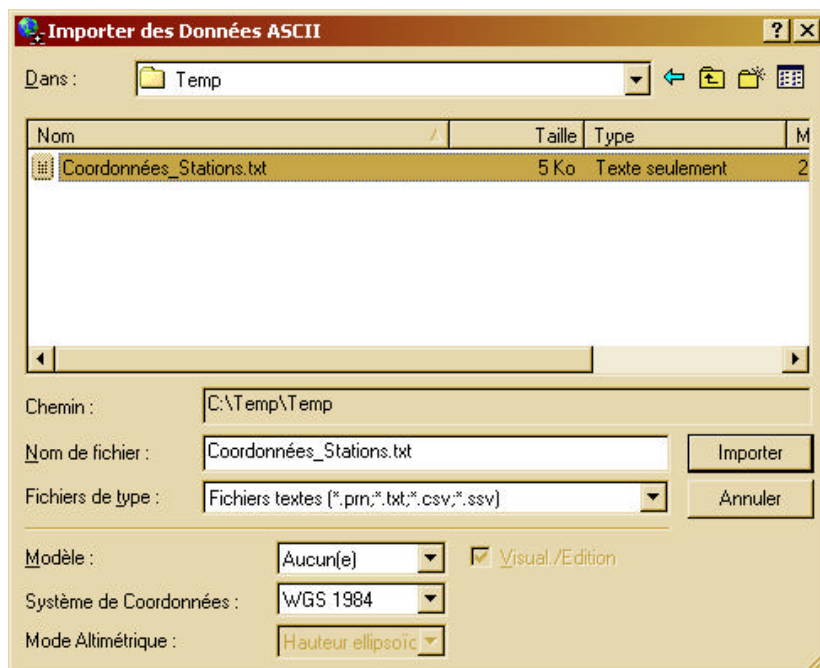 Importer des Données ASCII
Dans : Temp
Nom Taille Type M
Coordonnées_Stations.txt 5 Ko Texte seulement 2
Chemin : C:\Temp\Temp
Nom de fichier : Coordonnées_Stations.txt Importer
Fichiers de type : Fichiers textes (*.prn;*.txt;*.csv;*.ssv) Annuler
Modèle : Aucun(e) Visual./Edition
Système de Coordonnées : WGS 1984
Mode Altimétrique : Hauteur ellipsoïc